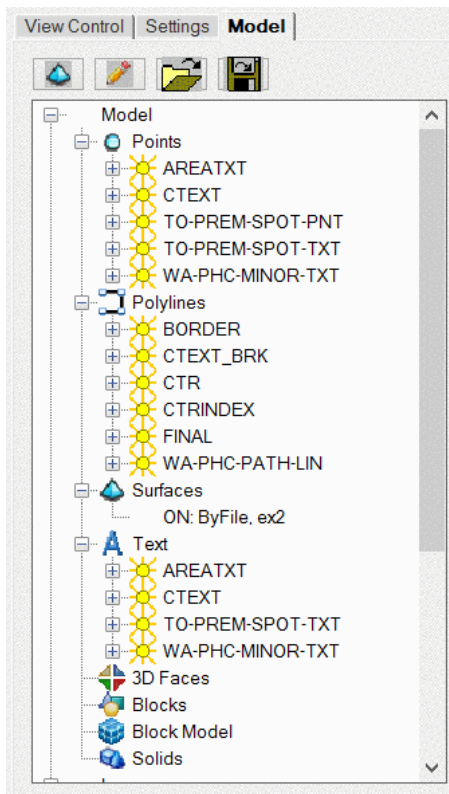 View Control Settings Model
Model
Points
AREATXT
CTEXT
TO-PREM-SPOT-PNT
TO-PREM-SPOT-TXT
WA-PHC-MINOR-TXT
Polylines
BORDER
CTEXT_BRK
CTR
CTRINDEX
FINAL
WA-PHC-PATH-LIN
Surfaces
ON: ByFile, ex2
Text
AREATXT
CTEXT
TO-PREM-SPOT-TXT
WA-PHC-MINOR-TXT
3D Faces
Blocks
Block Model
Solids